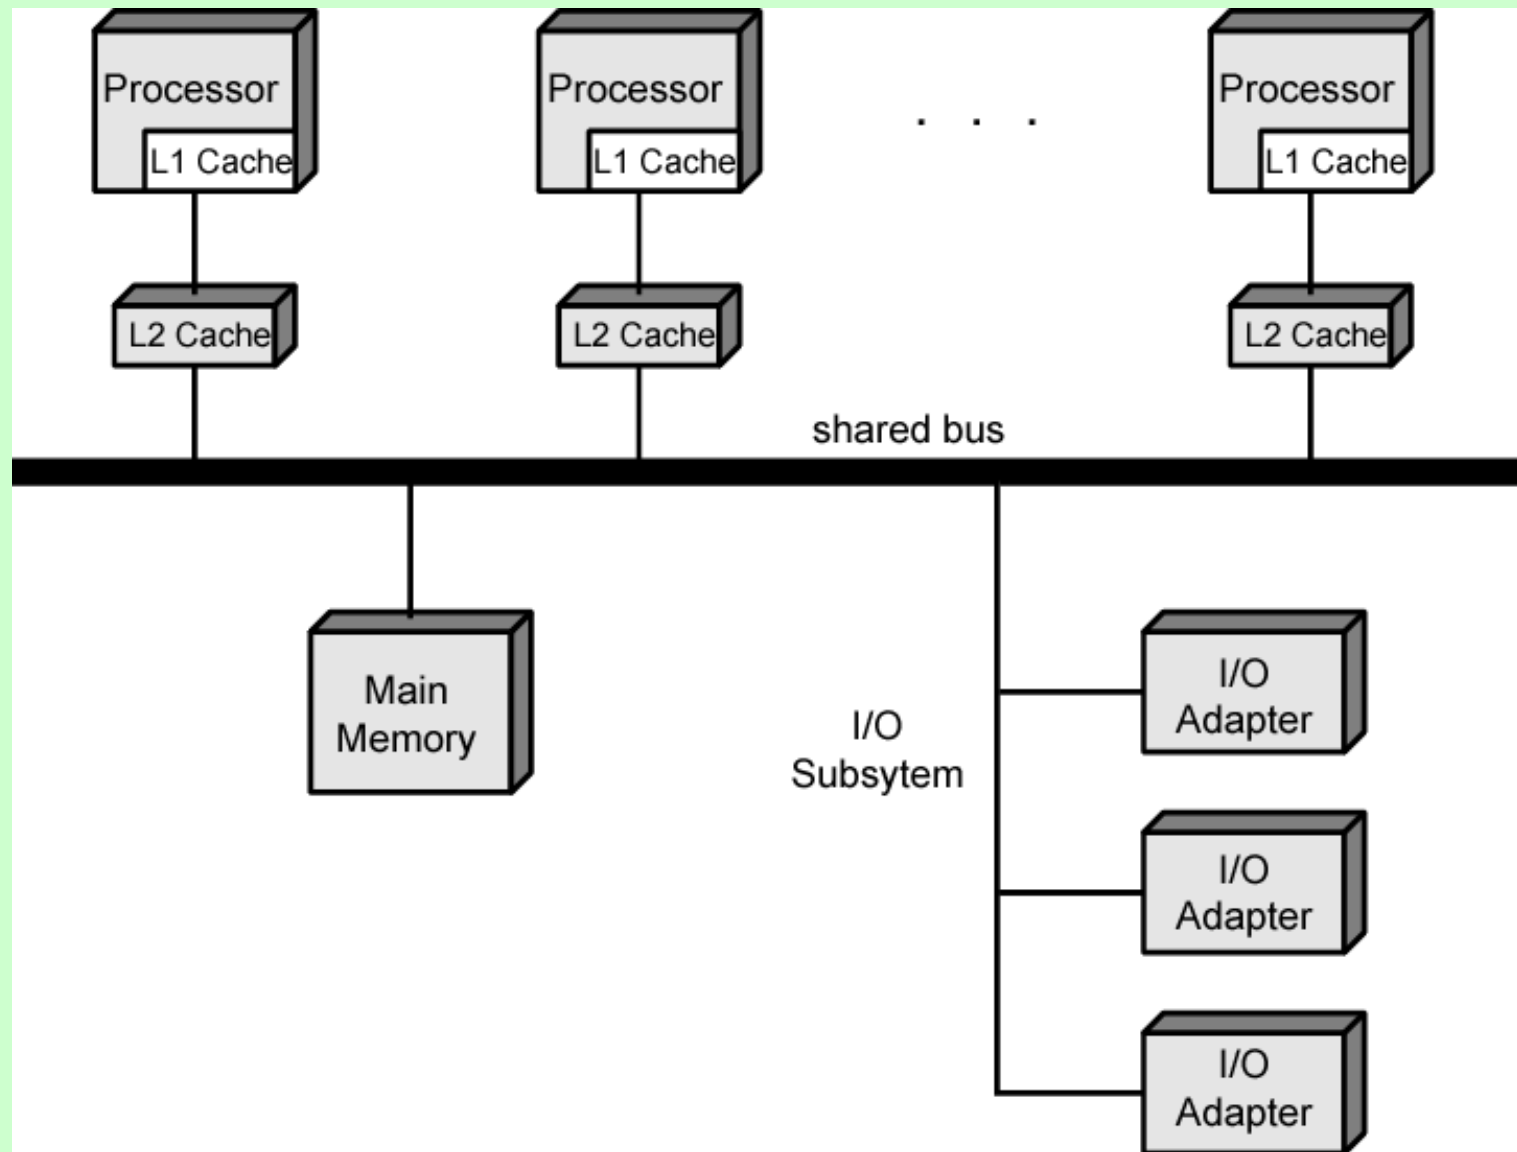 Processor
L1 Cache
Processor
L1 Cache
. . .
Processor
L1 Cache
L2 Cache
L2 Cache
L2 Cache
shared bus
Main
Memory
I/O
Subsytem
I/O
Adapter
I/O
Adapter
I/O
Adapter